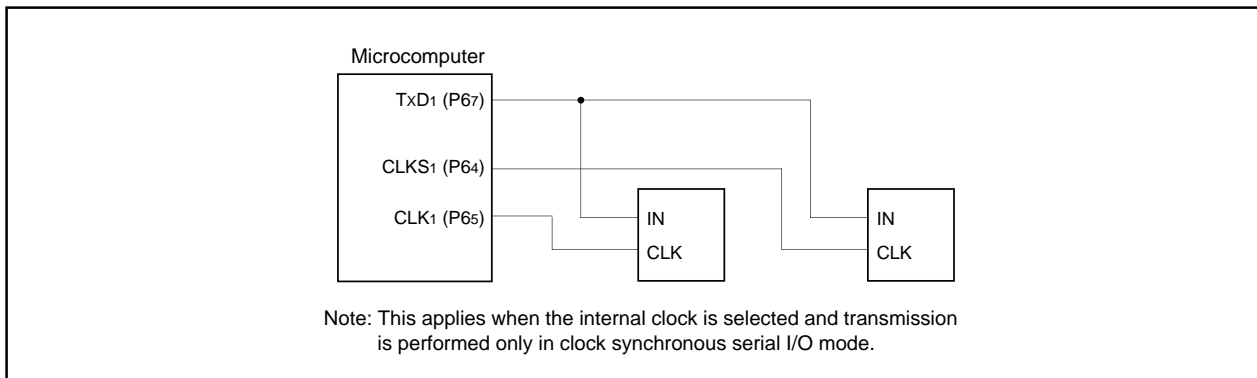 Microcomputer
TXD1 (P67)
CLKS1 (P64)
CLK1 (P65)
IN
CLK
IN
CLK
Note: This applies when the internal clock is selected and transmission
is performed only in clock synchronous serial I/O mode.